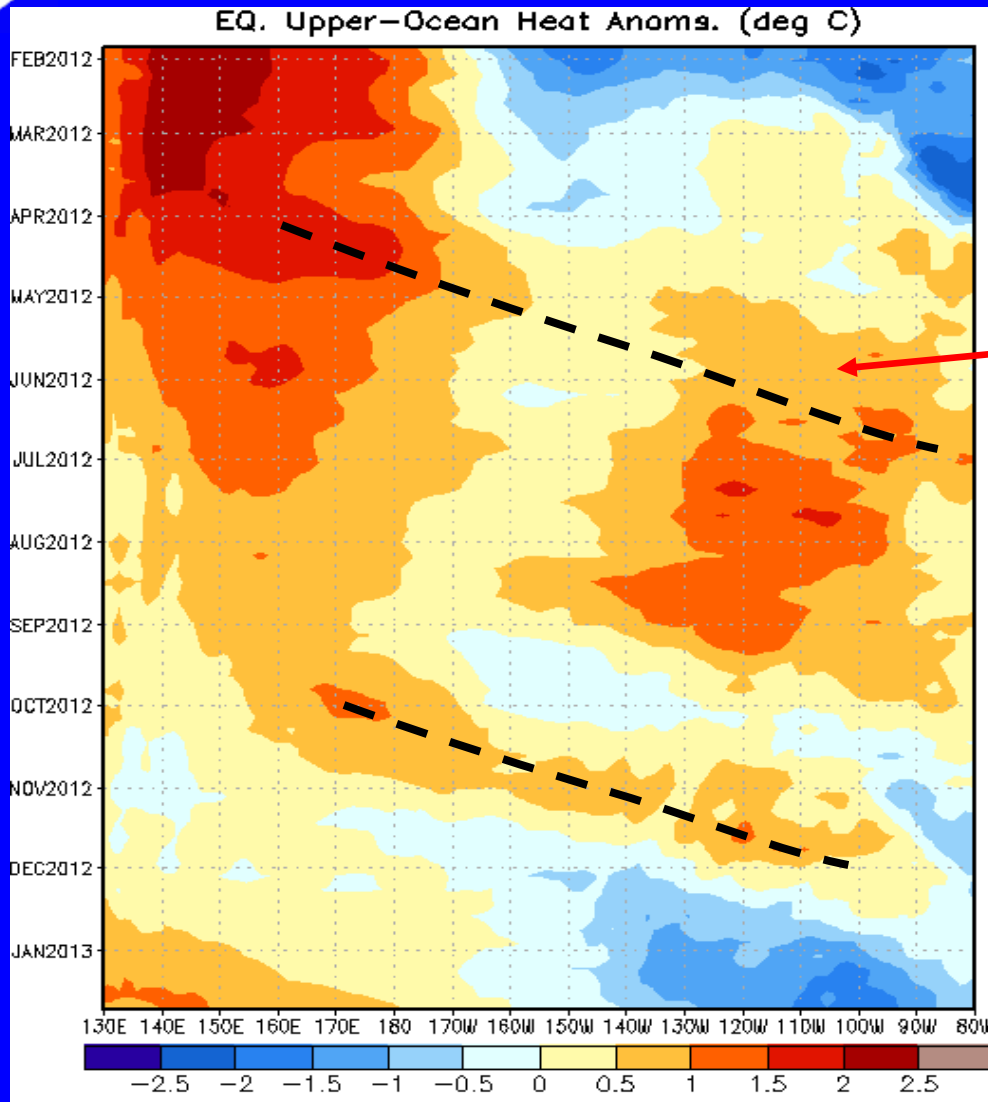 EQ. Upper-Ocean Heat Anoms. (deg C)
FEB2012
MAR2012
APR2012
MAY2012
JUN2012
JUL2012
AUG2012
SEP2012
OCT2012
NOV2012
DEC2012
JAN2013
130E 140E 150E 160E 170E 180 170W 160W 150W 140W 130W 120W 110W 100W 90W 80W
-2.5 -2 -1.5 -1 -0.5 0 0.5 1 1.5 2 2.5